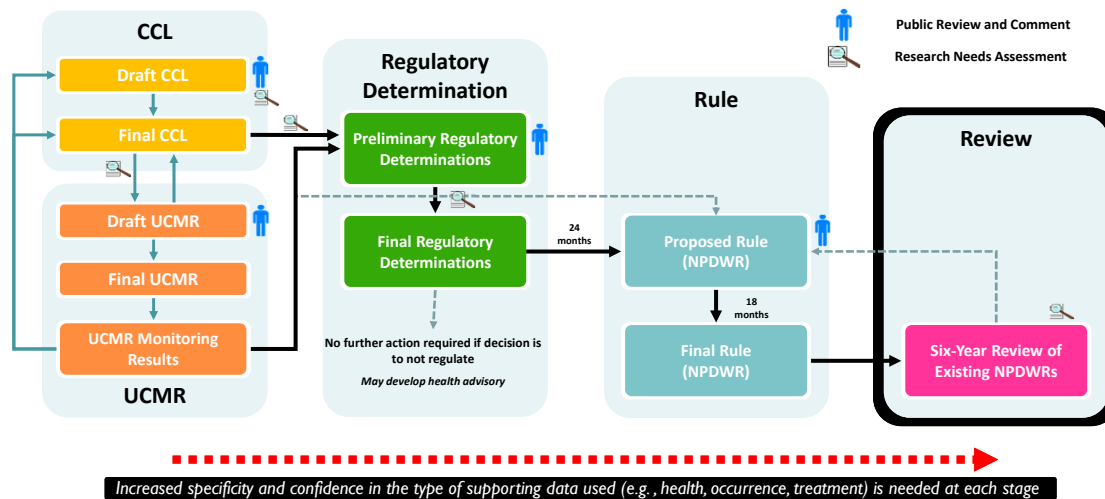 Public Review and Comment
Research Needs Assessment
CCL
Draft CCL
Final CCL
Draft UCMR
Final UCMR
UCMR Monitoring
Results
UCMR
Regulatory
Determination
Preliminary Regulatory
Determinations
Final Regulatory
Determinations
No further action required if decision is
to not regulate
May develop health advisory
24
months
Rule
Proposed Rule
(NPDWR)
18
months
Final Rule
(NPDWR)
Review
Six-Year Review of
Existing NPDWRs
Increased specificity and confidence in the type of supporting data used (e.g., health, occurrence, treatment) is needed at each stage